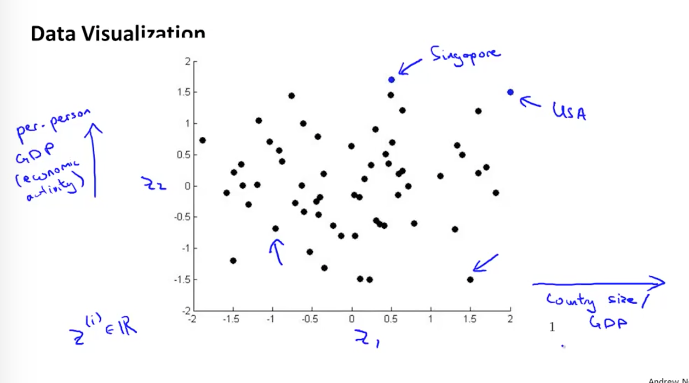 Data Visualization
Singapore
USA
per-person
GDP
(economic
activity)
2
1.5
1
0.5
0
-0.5
-1
-1.5
-2
z₂
-2
-1.5
-1
-0.5
0
0.5
1
1.5
2
z₁
Country size/
GDP
1
z⁽ⁱ⁾ ∈ ℝ
Andrew N